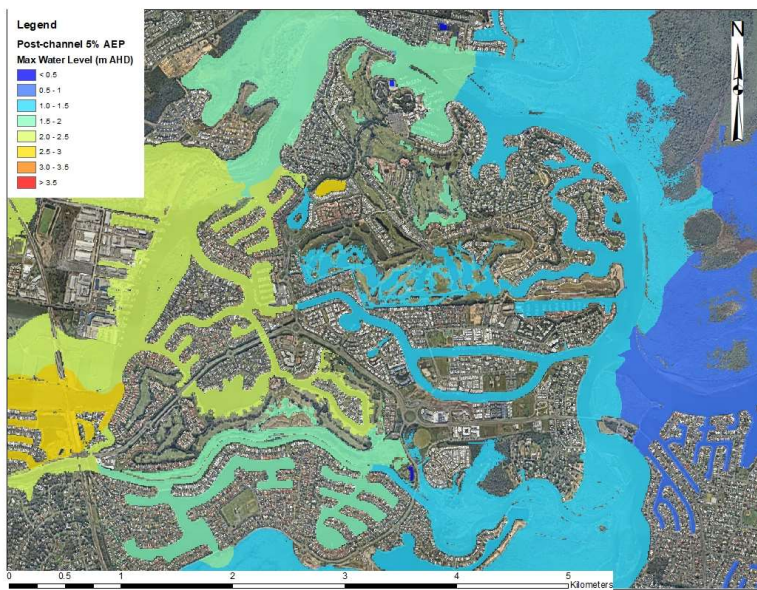 Legend
Post-channel 5% AEP
Max Water Level (m AHD)
< 0.5
0.5 - 1
1.0 - 1.5
1.5 - 2
2.0 - 2.5
2.5 - 3
3.0 - 3.5
> 3.5
N
0 0.5 1 2 3 4 5
Kilometers